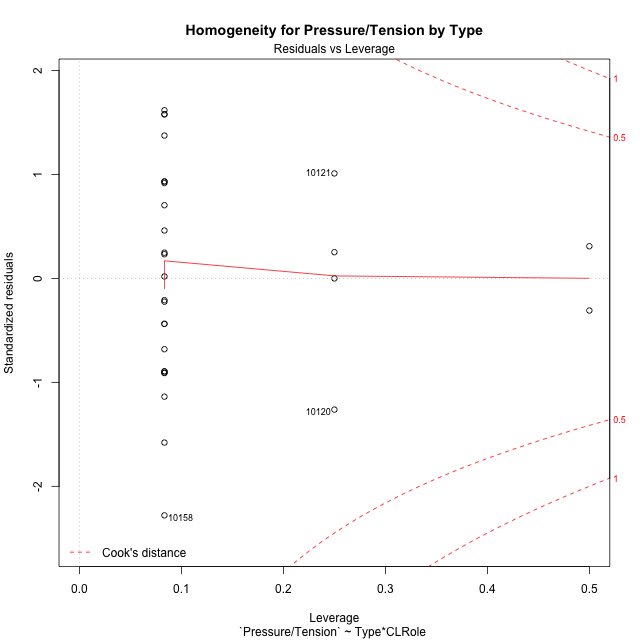 Homogeneity for Pressure/Tension by Type
Residuals vs Leverage
2
1
0
-1
-2
Standardized residuals
1
0.5
10121
10120
0.5
1
10158
Cook's distance
0.0 0.1 0.2 0.3 0.4 0.5
Leverage
`Pressure/Tension` ~ Type*CLRole